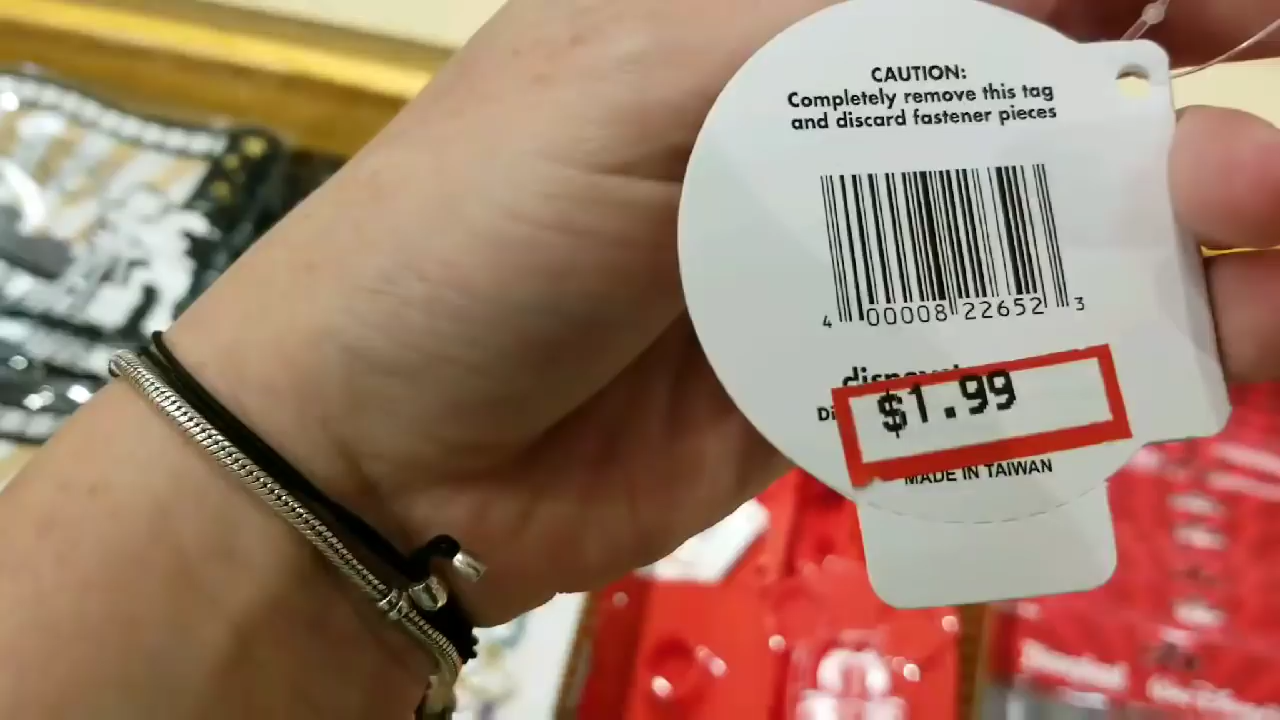 CAUTION:
Completely remove this tag
and discard fastener pieces
4 00008 22652 3
$1.99
MADE IN TAIWAN